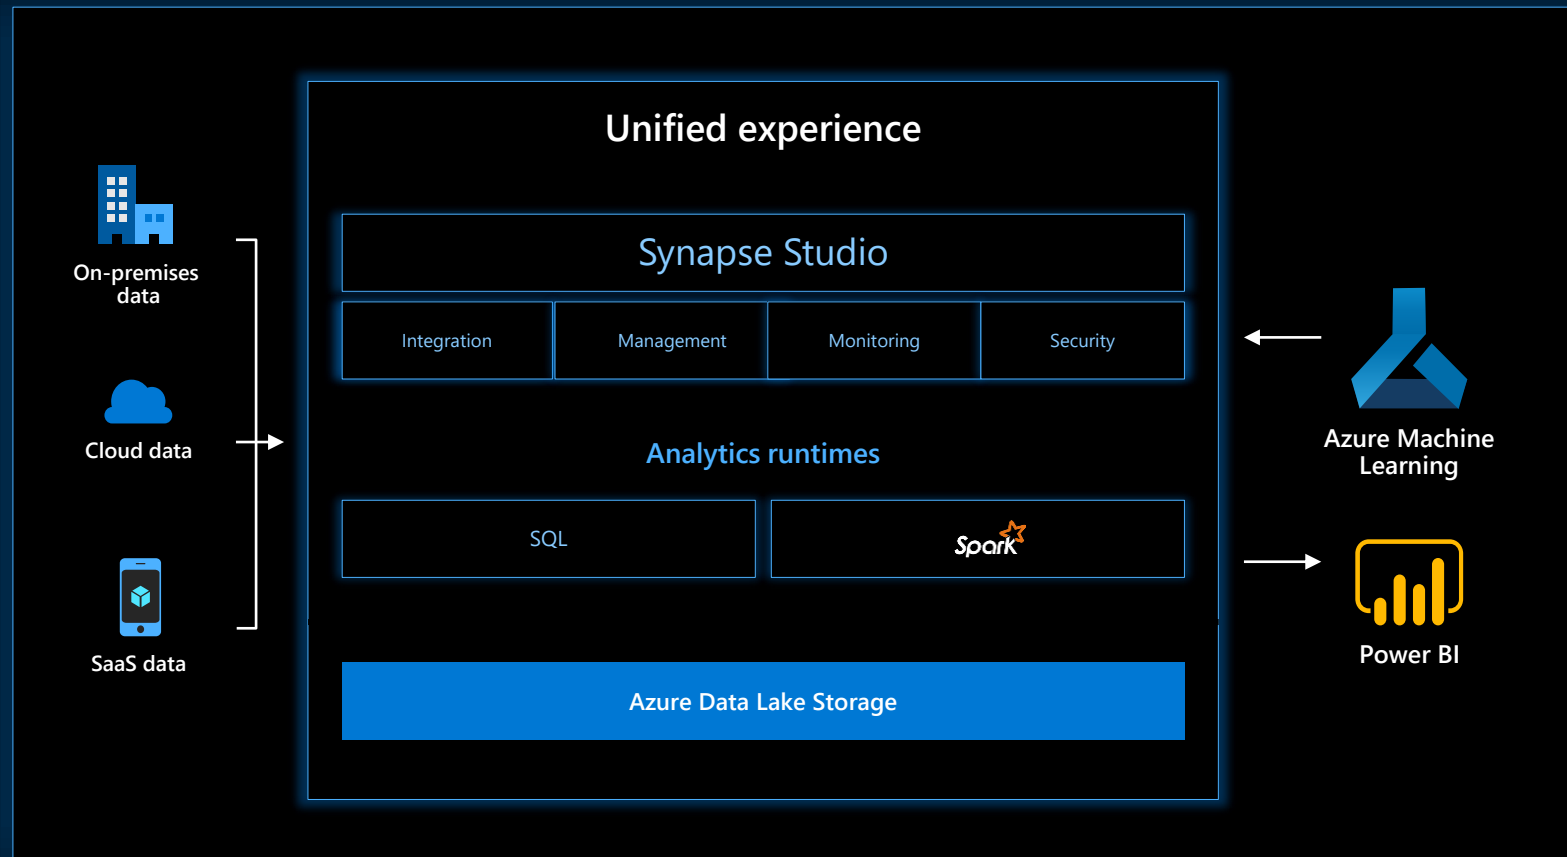 Unified experience
Synapse Studio
Integration
Management
Monitoring
Security
Analytics runtimes
SQL
Spark
Azure Data Lake Storage
On-premises
data
Cloud data
SaaS data
Azure Machine
Learning
Power BI